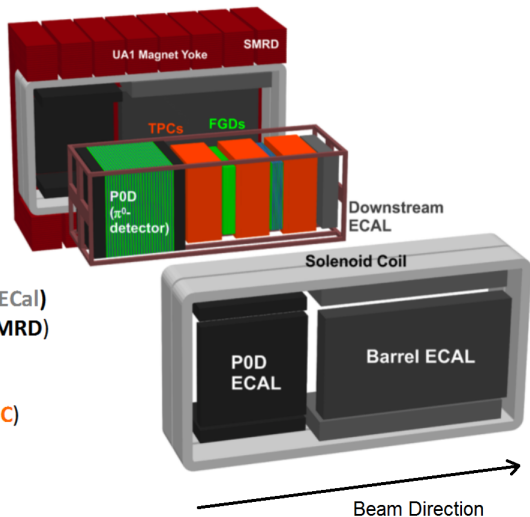 SMRD
UA1 Magnet Yoke
TPCs
FGDs
P0D
(π⁰-
detector)
Downstream
ECAL
Solenoid Coil
ECal)
MRD)
P0D
ECAL
Barrel ECAL
C)
Beam Direction